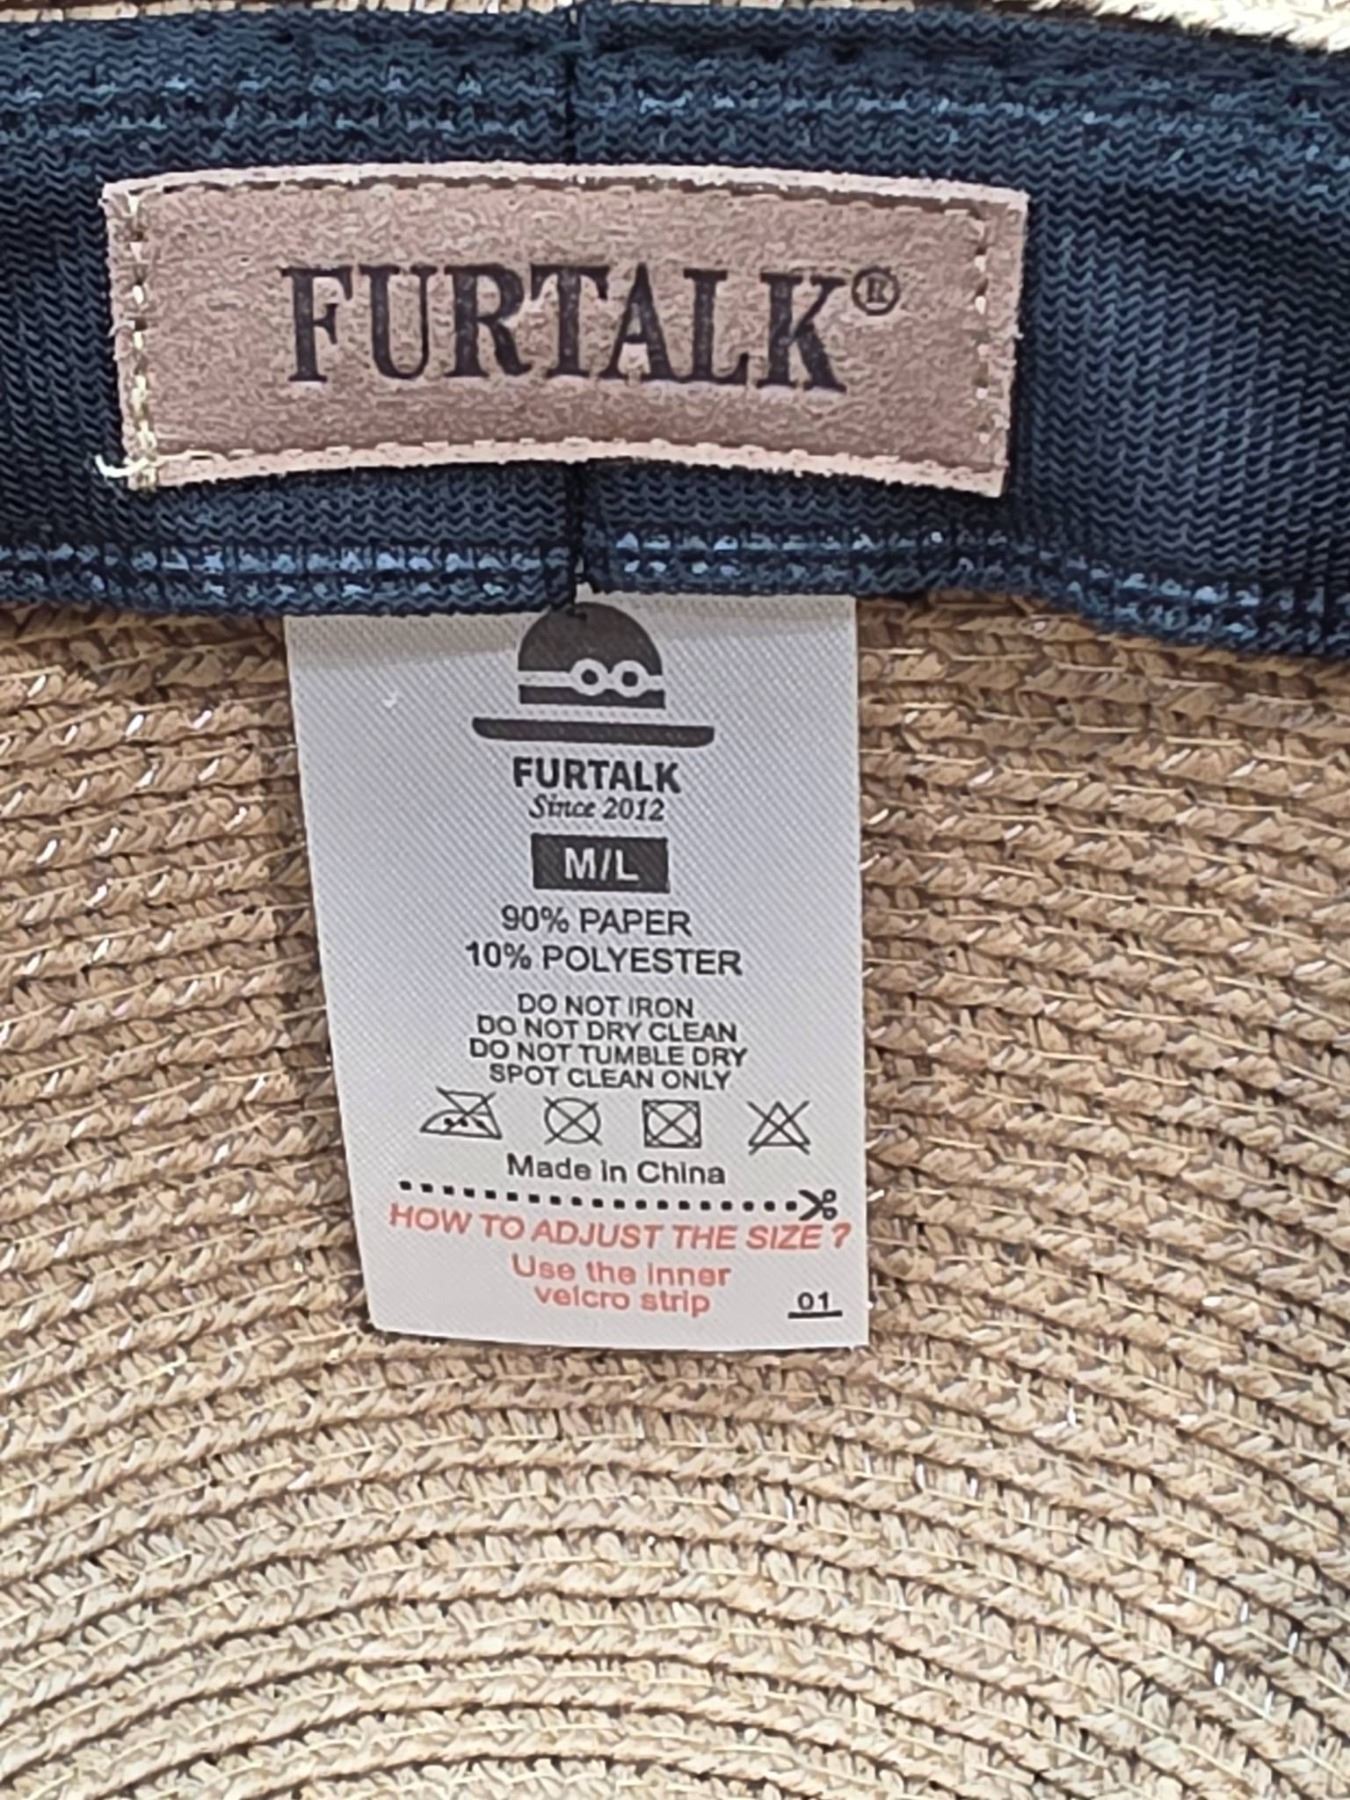 FURTALK®
FURTALK
Since 2012
M/L
90% PAPER
10% POLYESTER
DO NOT IRON
DO NOT DRY CLEAN
DO NOT TUMBLE DRY
SPOT CLEAN ONLY
Made in China
HOW TO ADJUST THE SIZE ?
Use the inner
velcro strip
01